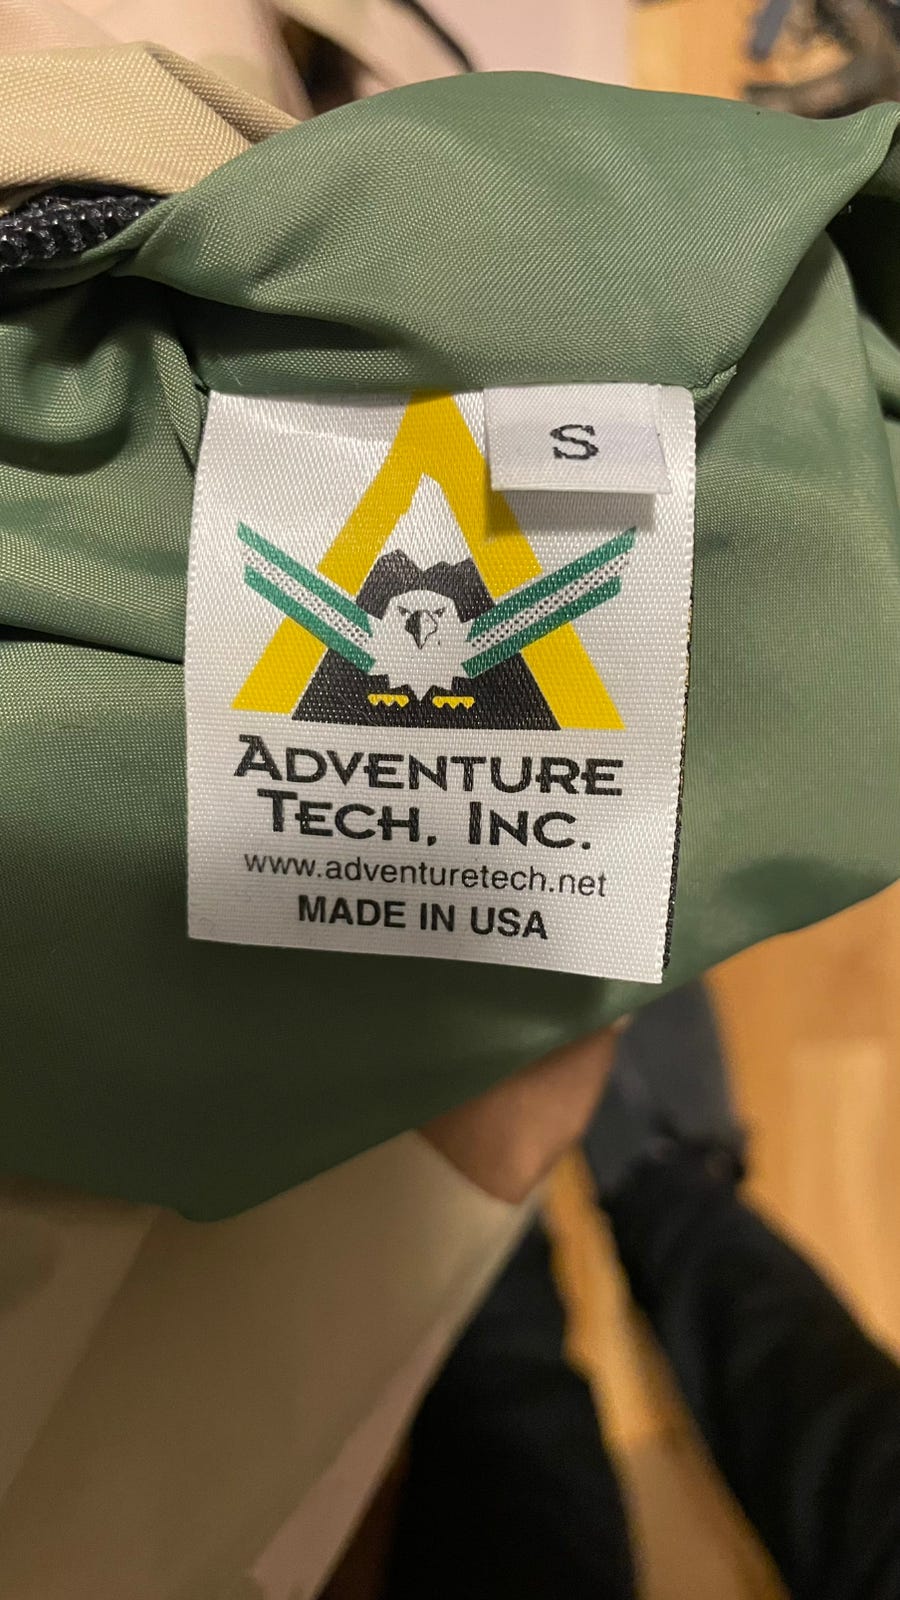 S
ADVENTURE
TECH, INC.
www.adventuretech.net
MADE IN USA